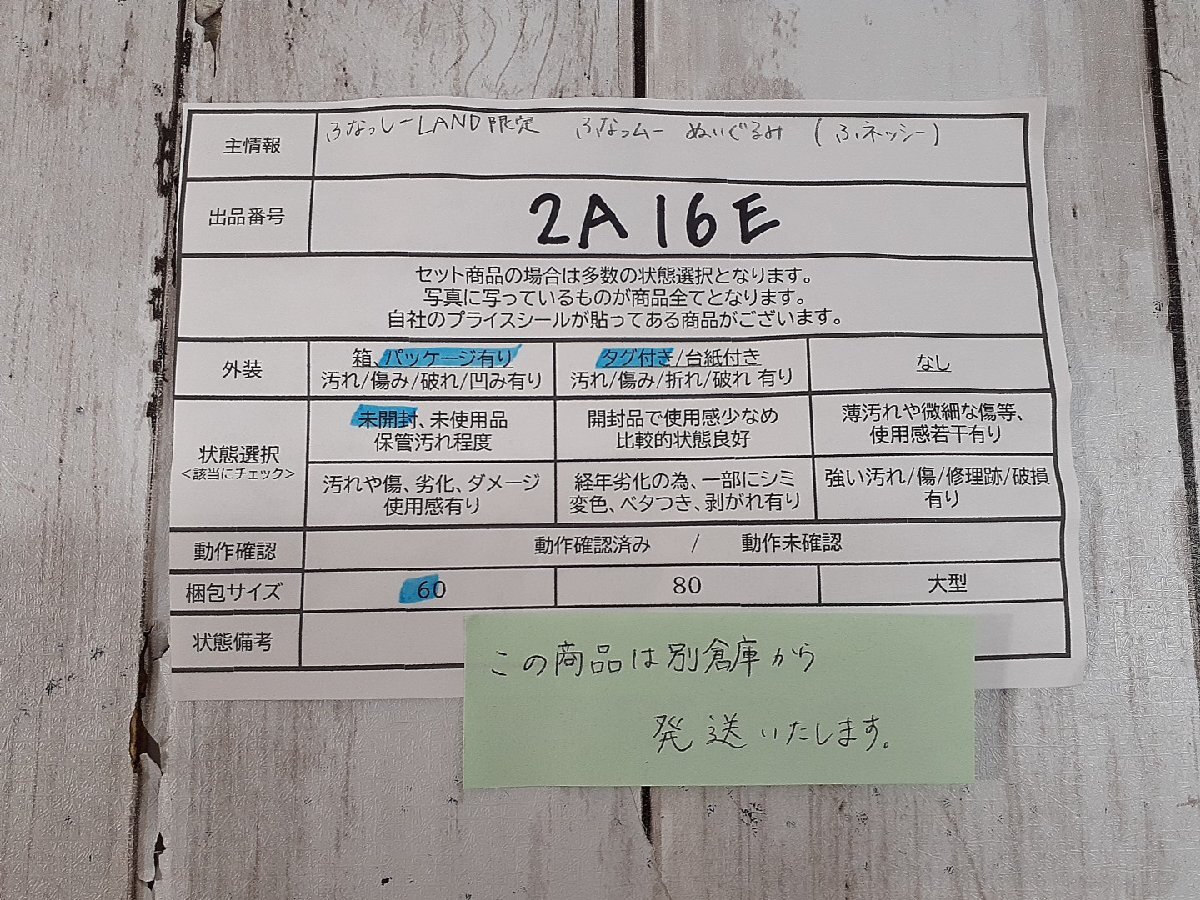 主情報
ふなっしーLAND限定 ふなっムー ぬいぐるみ (ふネッシー)
出品番号
2A16E
セット商品の場合は多数の状態選択となります。
写真に写っているものが商品全てとなります。
自社のプライスシールが貼ってある商品がございます。
外装
箱、パッケージ有り
汚れ/傷み/破れ/凹み有り
タグ付き/台紙付き
汚れ/傷み/折れ/破れ 有り
なし
状態選択
<該当にチェック>
未開封、未使用品
保管汚れ程度
開封品で使用感少なめ
比較的状態良好
薄汚れや微細な傷等、
使用感若干有り
汚れや傷、劣化、ダメージ
使用感有り
経年劣化の為、一部にシミ
変色、ベタつき、剥がれ有り
強い汚れ/傷/修理跡/破損
有り
動作確認
動作確認済み / 動作未確認
梱包サイズ
60
80
大型
状態備考
この商品は別倉庫から
発送いたします。